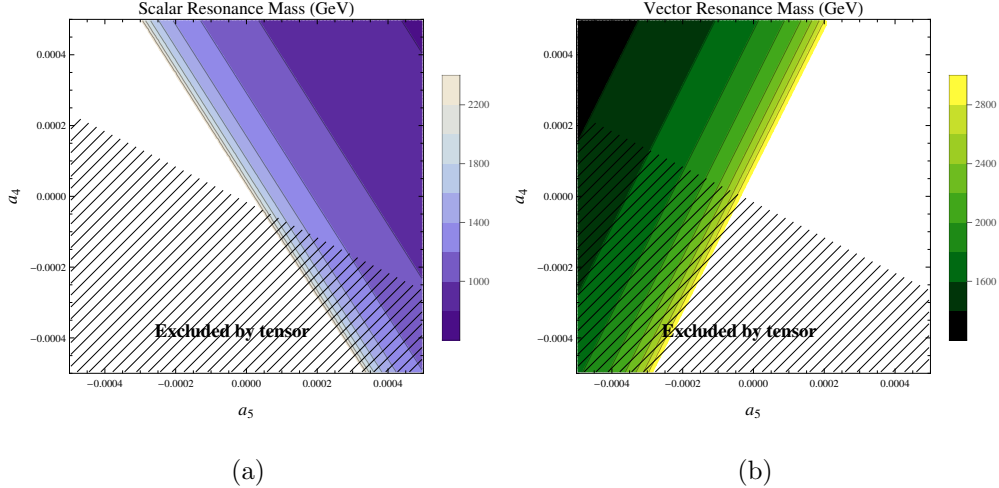 Scalar Resonance Mass (GeV)
0.0004
0.0002
0.0000
−0.0002
−0.0004
a4
Excluded by tensor
−0.0004 −0.0002 0.0000 0.0002 0.0004
a5
2200
1800
1400
1000
(a)
Vector Resonance Mass (GeV)
0.0004
0.0002
0.0000
−0.0002
−0.0004
a4
Excluded by tensor
−0.0004 −0.0002 0.0000 0.0002 0.0004
a5
2800
2400
2000
1600
(b)